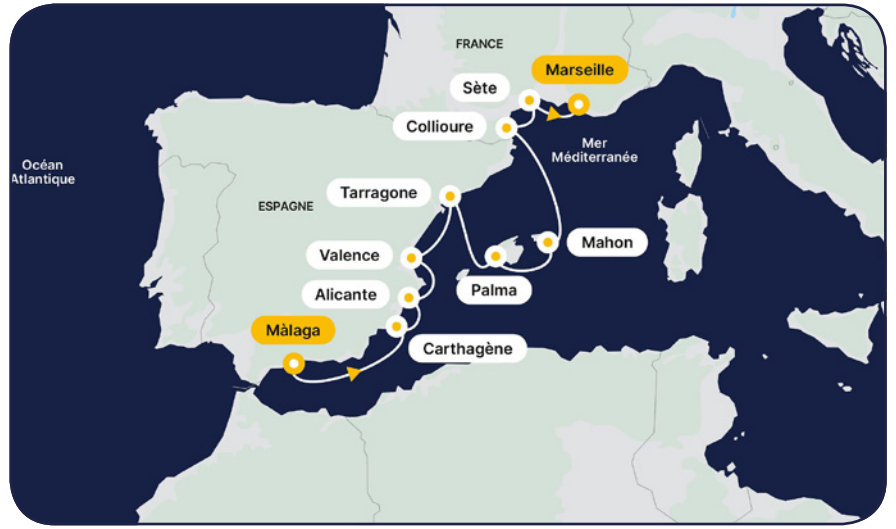 FRANCE
Marseille
Sète
Collioure
Mer
Méditerranée
Océan
Atlantique
Tarragone
ESPAGNE
Mahon
Valence
Palma
Alicante
Màlaga
Carthagène